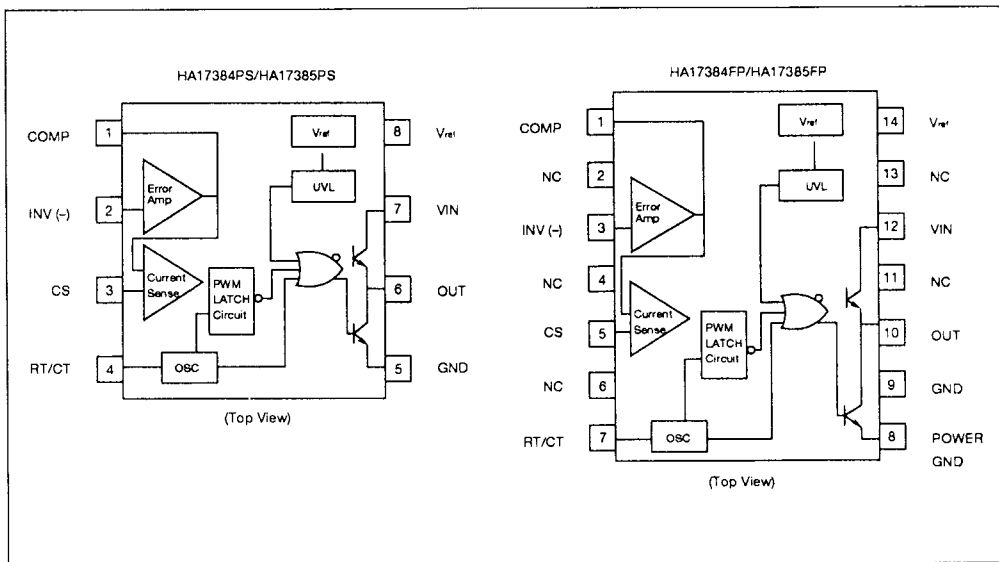 HA17384PS/HA17385PS
COMP 1
INV (–) 2
CS 3
RT/CT 4
8 Vref
7 VIN
6 OUT
5 GND
Vref
UVL
Error
Amp
Current
Sense
PWM
LATCH
Circuit
OSC
(Top View)
HA17384FP/HA17385FP
COMP 1
NC 2
INV (–) 3
NC 4
CS 5
NC 6
RT/CT 7
14 Vref
13 NC
12 VIN
11 NC
10 OUT
9 GND
8 POWER
GND
Vref
UVL
Error
Amp
Current
Sense
PWM
LATCH
Circuit
OSC
(Top View)